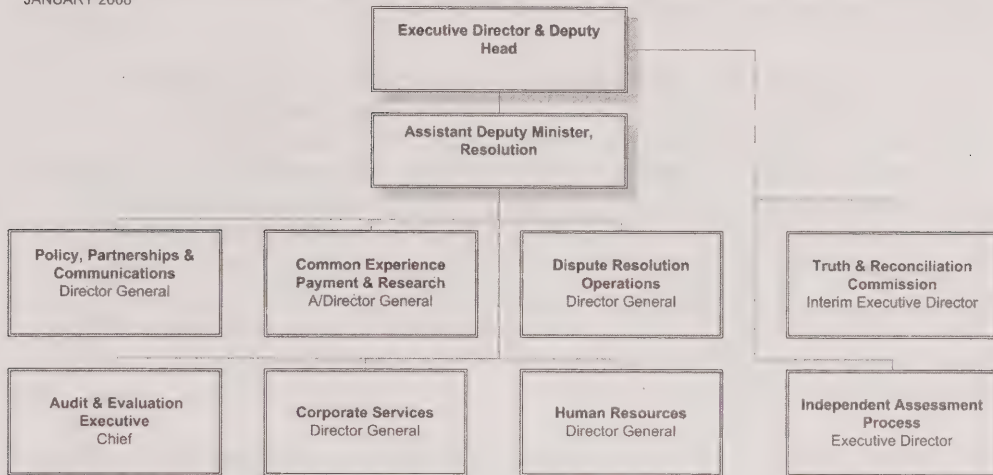 JANUARY 2008
Executive Director & Deputy
Head
Assistant Deputy Minister,
Resolution
Policy, Partnerships &
Communications
Director General
Common Experience
Payment & Research
A/Director General
Dispute Resolution
Operations
Director General
Truth & Reconciliation
Commission
Interim Executive Director
Audit & Evaluation
Executive
Chief
Corporate Services
Director General
Human Resources
Director General
Independent Assessment
Process
Executive Director